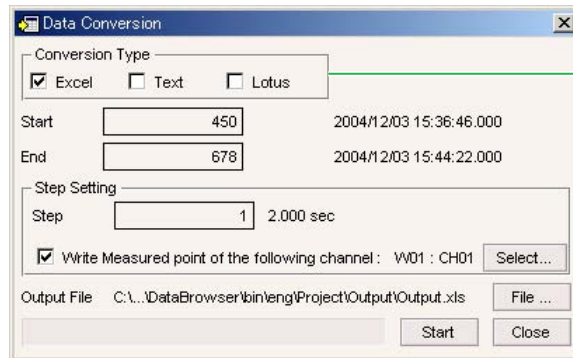 Data Conversion
Conversion Type
Excel Text Lotus
Start 450 2004/12/03 15:36:46.000
End 678 2004/12/03 15:44:22.000
Step Setting
Step 1 2.000 sec
Write Measured point of the following channel : W01 : CH01 Select...
Output File C:\...\DataBrowser\bin\eng\Project\Output\Output.xls File ...
Start Close